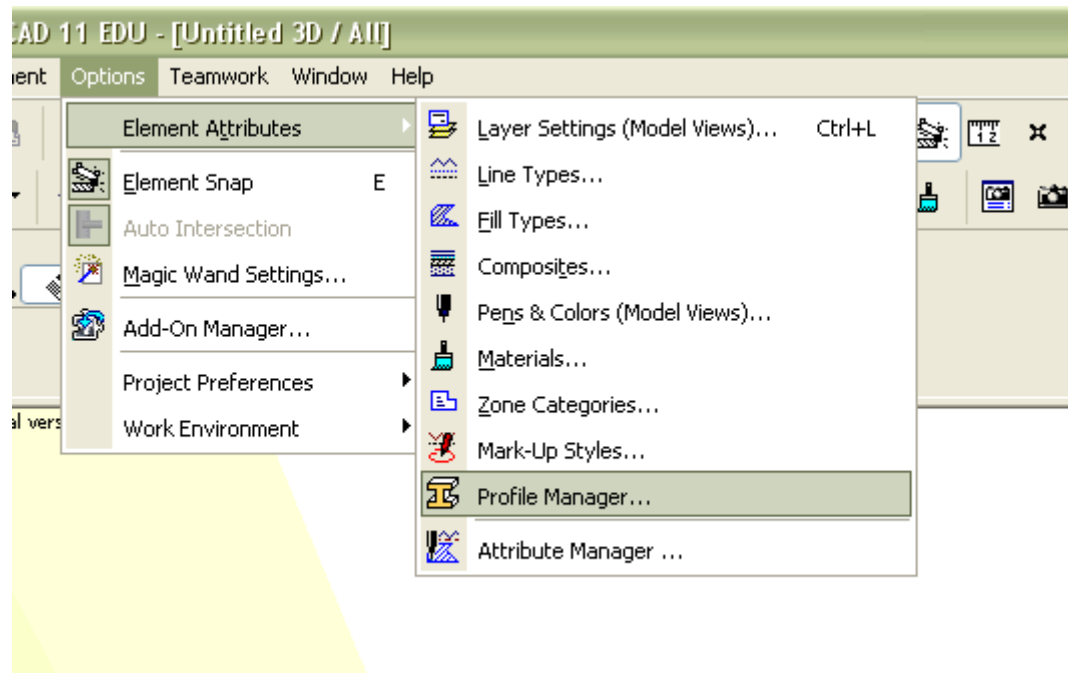 CAD 11 EDU - [Untitled 3D / All]
ment Options Teamwork Window Help
Element Attributes
Element Snap E
Auto Intersection
Magic Wand Settings...
Add-On Manager...
Project Preferences
Work Environment
Layer Settings (Model Views)... Ctrl+L
Line Types...
Fill Types...
Composites...
Pens & Colors (Model Views)...
Materials...
Zone Categories...
Mark-Up Styles...
Profile Manager...
Attribute Manager ...
al vers